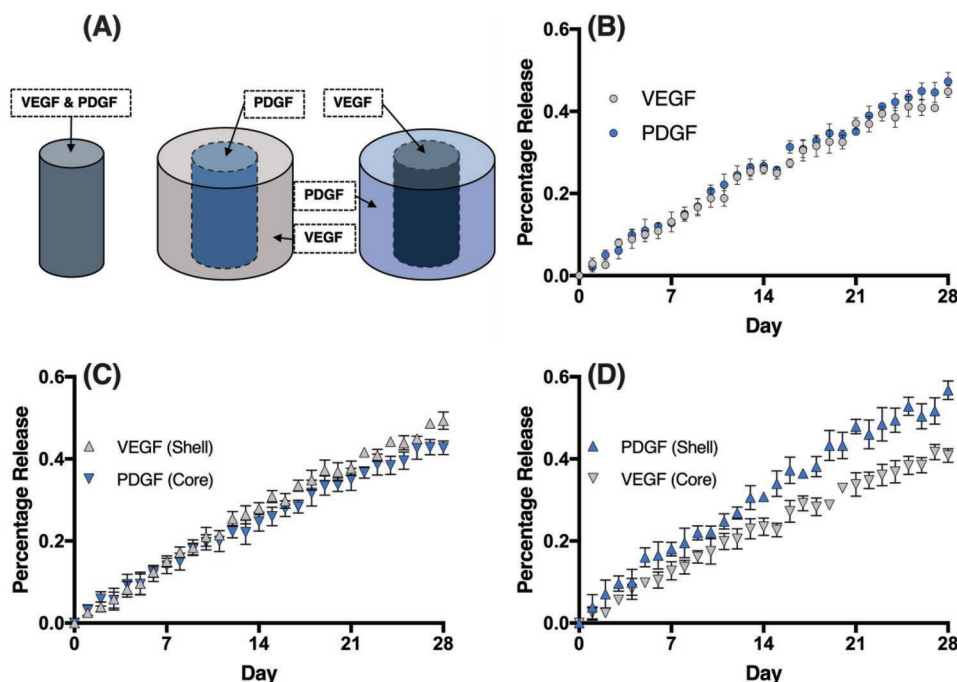 (A)
VEGF & PDGF
PDGF
VEGF
PDGF
VEGF
(B)
Percentage Release
0.6
0.4
0.2
0.0
VEGF
PDGF
0
7
14
21
28
Day
(C)
Percentage Release
0.6
0.4
0.2
0.0
VEGF (Shell)
PDGF (Core)
0
7
14
21
28
Day
(D)
Percentage Release
0.6
0.4
0.2
0.0
PDGF (Shell)
VEGF (Core)
0
7
14
21
28
Day